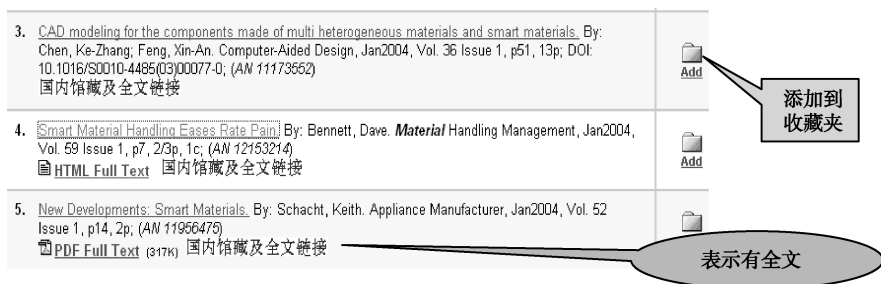 3. CAD modeling for the components made of multi heterogeneous materials and smart materials. By:
Chen, Ke-Zhang; Feng, Xin-An. Computer-Aided Design, Jan2004, Vol. 36 Issue 1, p51, 13p; DOI:
10.1016/S0010-4485(03)00077-0; (AN 11173552)
国内馆藏及全文链接
Add
添加到
收藏夹
4. Smart Material Handling Eases Rate Pain. By: Bennett, Dave. Material Handling Management, Jan2004,
Vol. 59 Issue 1, p7, 2/3p, 1c; (AN 12153214)
HTML Full Text 国内馆藏及全文链接
Add
5. New Developments: Smart Materials. By: Schacht, Keith. Appliance Manufacturer, Jan2004, Vol. 52
Issue 1, p14, 2p; (AN 11956475)
PDF Full Text (317K) 国内馆藏及全文链接
表示有全文